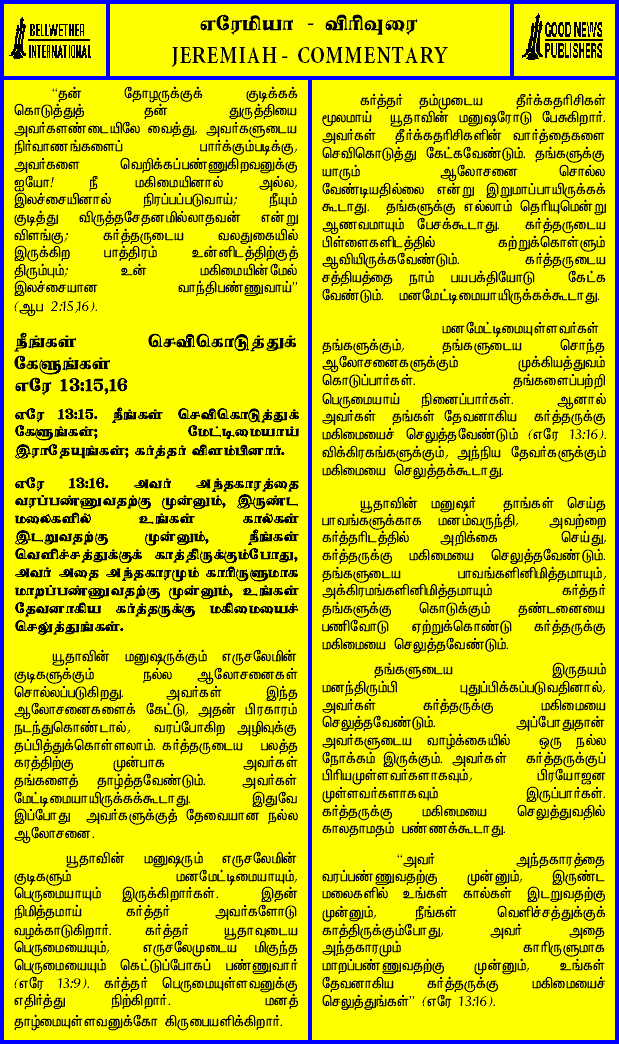 BELLWETHER
INTERNATIONAL
எரேமியா - விரிவுரை
JEREMIAH - COMMENTARY
GOOD NEWS
PUBLISHERS
“தன் தோழருக்குக் குடிக்கக்
கொடுத்துத் தன் துருத்தியை
அவர்களண்டையிலே வைத்து, அவர்களுடைய
நிர்வாணங்களைப் பார்க்கும்படிக்கு,
அவர்களை வெறிக்கப்பண்ணுகிறவனுக்கு
ஐயோ! நீ மகிமையினால் அல்ல,
இலச்சையினால் நிரப்பப்படுவாய்; நீயும்
குடித்து விருத்தசேதனமில்லாதவன் என்று
விளங்கு; கர்த்தருடைய வலதுகையில்
இருக்கிற பாத்திரம் உன்னிடத்திற்குத்
திரும்பும்; உன் மகிமையின்மேல்
இலச்சையான வாந்திபண்ணுவாய்”
(ஆப 2:15,16).
நீங்கள் செவிகொடுத்துக்
கேளுங்கள்
எரே 13:15,16
எரே 13:15. நீங்கள் செவிகொடுத்துக்
கேளுங்கள்; மேட்டிமையாய்
இராதேயுங்கள்; கர்த்தர் விளம்பினார்.
எரே 13:16. அவர் அந்தகாரத்தை
வரப்பண்ணுவதற்கு முன்னும், இருண்ட
மலைகளில் உங்கள் கால்கள்
இடறுவதற்கு முன்னும், நீங்கள்
வெளிச்சத்துக்குக் காத்திருக்கும்போது,
அவர் அதை அந்தகாரமும் காரிருளுமாக
மாறப்பண்ணுவதற்கு முன்னும், உங்கள்
தேவனாகிய கர்த்தருக்கு மகிமையைச்
செலுத்துங்கள்.
யூதாவின் மனுஷருக்கும் எருசலேமின்
குடிகளுக்கும் நல்ல ஆலோசனைகள்
சொல்லப்படுகிறது. அவர்கள் இந்த
ஆலோசனைகளைக் கேட்டு, அதன் பிரகாரம்
நடந்துகொண்டால், வரப்போகிற அழிவுக்கு
தப்பித்துக்கொள்ளலாம். கர்த்தருடைய பலத்த
கரத்திற்கு முன்பாக அவர்கள்
தங்களைத் தாழ்த்தவேண்டும். அவர்கள்
மேட்டிமையாயிருக்கக்கூடாது. இதுவே
இப்போது அவர்களுக்குத் தேவையான நல்ல
ஆலோசனை.
யூதாவின் மனுஷரும் எருசலேமின்
குடிகளும் மனமேட்டிமையாயும்,
பெருமையாயும் இருக்கிறார்கள். இதன்
நிமித்தமாய் கர்த்தர் அவர்களோடு
வழக்காடுகிறார். கர்த்தர் யூதாவுடைய
பெருமையையும், எருசலேமுடைய மிகுந்த
பெருமையையும் கெட்டுப்போகப் பண்ணுவார்
(எரே 13:9). கர்த்தர் பெருமையுள்ளவனுக்கு
எதிர்த்து நிற்கிறார். மனத்
தாழ்மையுள்ளவனுக்கோ கிருபையளிக்கிறார்.
கர்த்தர் தம்முடைய தீர்க்கதரிசிகள்
மூலமாய் யூதாவின் மனுஷரோடு பேசுகிறார்.
அவர்கள் தீர்க்கதரிசிகளின் வார்த்தைகளை
செவிகொடுத்து கேட்கவேண்டும். தங்களுக்கு
யாரும் ஆலோசனை சொல்ல
வேண்டியதில்லை என்று இறுமாப்பாயிருக்கக்
கூடாது. தங்களுக்கு எல்லாம் தெரியுமென்று
ஆணவமாயும் பேசக்கூடாது. கர்த்தருடைய
பிள்ளைகளிடத்தில் கற்றுக்கொள்ளும்
ஆவியிருக்கவேண்டும். கர்த்தருடைய
சத்தியத்தை நாம் பயபக்தியோடு கேட்க
வேண்டும். மனமேட்டிமையாயிருக்கக்கூடாது.
மனமேட்டிமையுள்ளவர்கள்
தங்களுக்கும், தங்களுடைய சொந்த
ஆலோசனைகளுக்கும் முக்கியத்துவம்
கொடுப்பார்கள். தங்களைப்பற்றி
பெருமையாய் நினைப்பார்கள். ஆனால்
அவர்கள் தங்கள் தேவனாகிய கர்த்தருக்கு
மகிமையைச் செலுத்தவேண்டும் (எரே 13:16).
விக்கிரகங்களுக்கும், அந்நிய தேவர்களுக்கும்
மகிமையை செலுத்தக்கூடாது.
யூதாவின் மனுஷர் தாங்கள் செய்த
பாவங்களுக்காக மனம்வருந்தி, அவற்றை
கர்த்தரிடத்தில் அறிக்கை செய்து,
கர்த்தருக்கு மகிமையை செலுத்தவேண்டும்.
தங்களுடைய பாவங்களினிமித்தமாயும்,
அக்கிரமங்களினிமித்தமாயும் கர்த்தர்
தங்களுக்கு கொடுக்கும் தண்டனையை
பணிவோடு ஏற்றுக்கொண்டு கர்த்தருக்கு
மகிமையை செலுத்தவேண்டும்.
தங்களுடைய இருதயம்
மனந்திரும்பி புதுப்பிக்கப்படுவதினால்,
அவர்கள் கர்த்தருக்கு மகிமையை
செலுத்தவேண்டும். அப்போதுதான்
அவர்களுடைய வாழ்க்கையில் ஒரு நல்ல
நோக்கம் இருக்கும். அவர்கள் கர்த்தருக்குப்
பிரியமுள்ளவர்களாகவும், பிரயோஜன
முள்ளவர்களாகவும் இருப்பார்கள்.
கர்த்தருக்கு மகிமையை செலுத்துவதில்
காலதாமதம் பண்ணக்கூடாது.
“அவர் அந்தகாரத்தை
வரப்பண்ணுவதற்கு முன்னும், இருண்ட
மலைகளில் உங்கள் கால்கள் இடறுவதற்கு
முன்னும், நீங்கள் வெளிச்சத்துக்குக்
காத்திருக்கும்போது, அவர் அதை
அந்தகாரமும் காரிருளுமாக
மாறப்பண்ணுவதற்கு முன்னும், உங்கள்
தேவனாகிய கர்த்தருக்கு மகிமையைச்
செலுத்துங்கள்” (எரே 13:16).